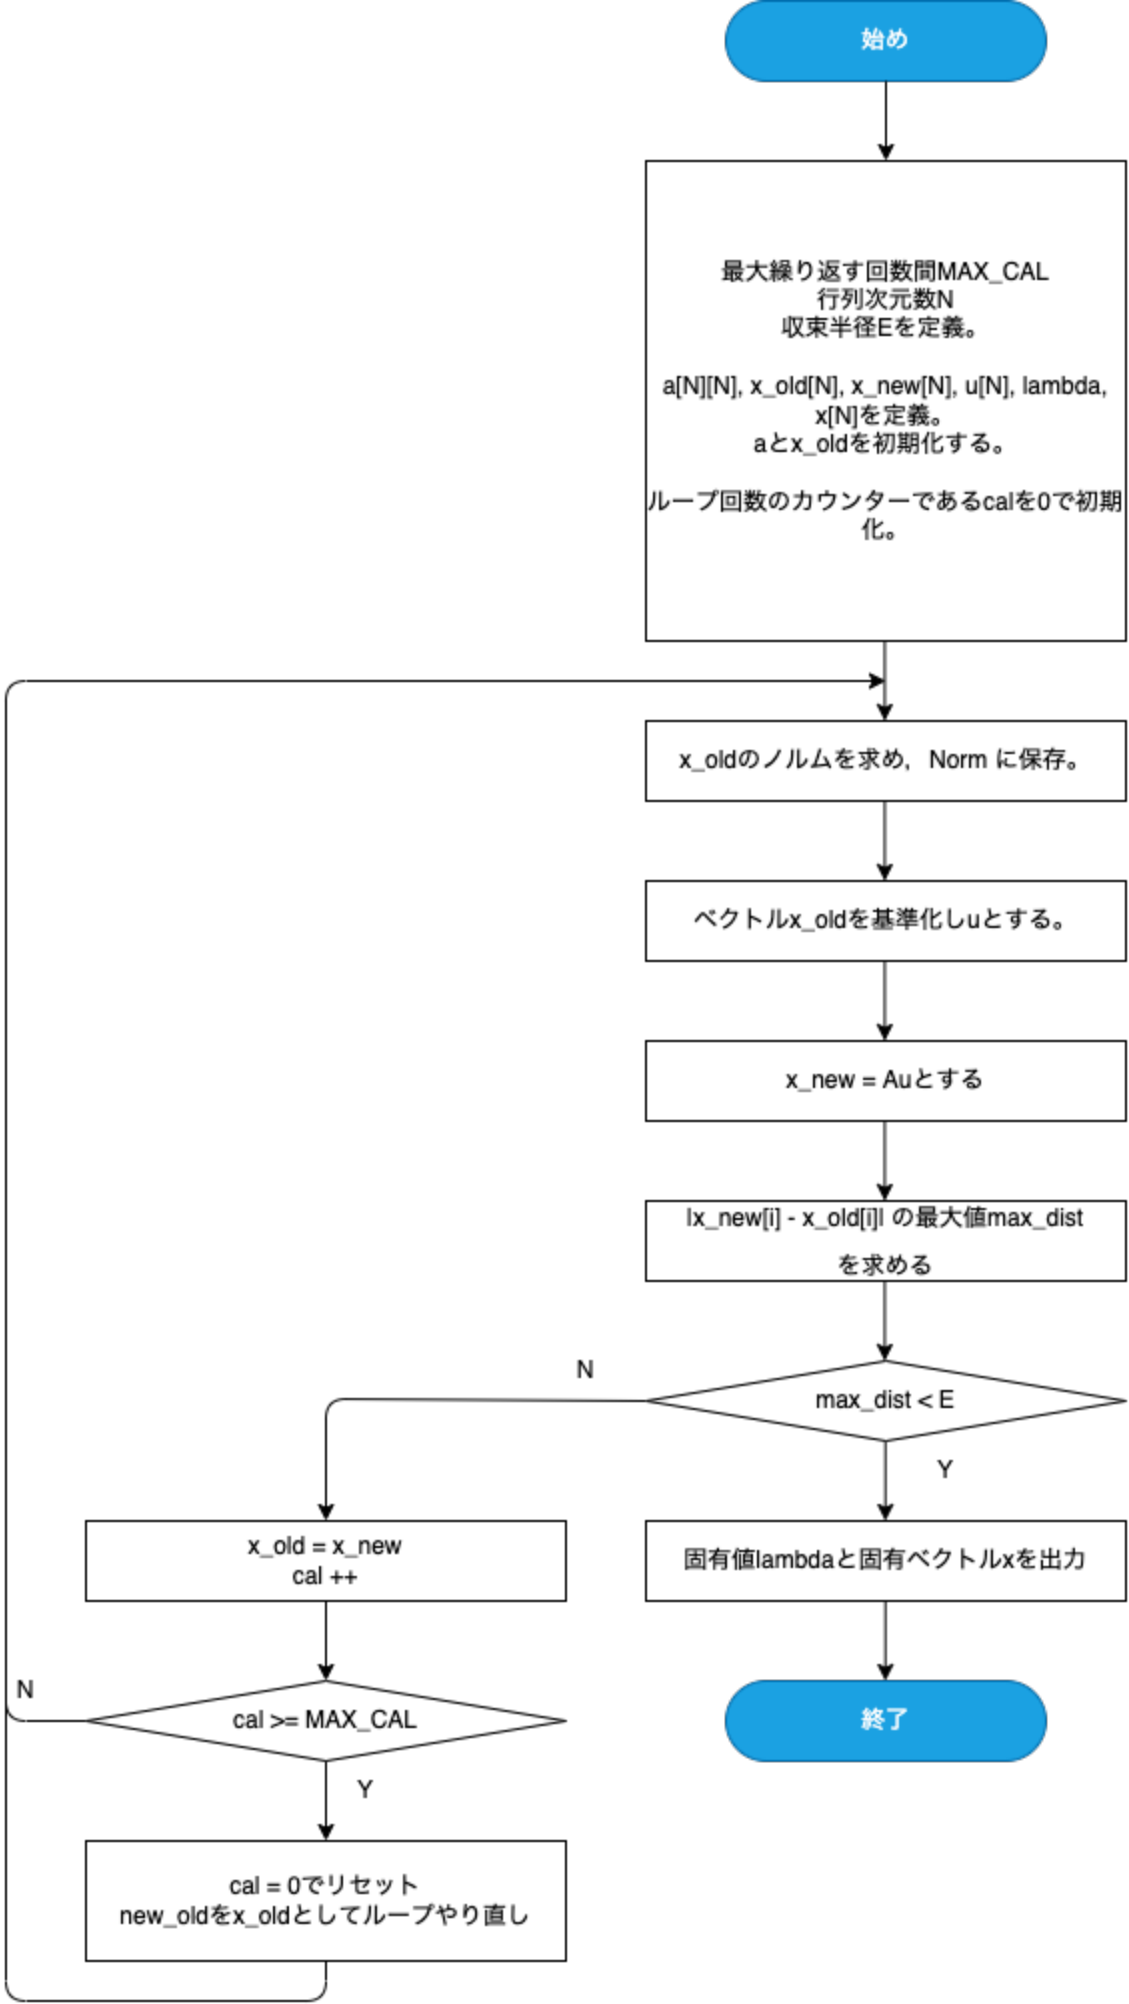 始め
最大繰り返す回数間MAX_CAL
行列次元数N
収束半径Eを定義。
a[N][N], x_old[N], x_new[N], u[N], lambda,
x[N]を定義。
aとx_oldを初期化する。
ループ回数のカウンターであるcalを0で初期
化。
x_oldのノルムを求め，Norm に保存。
ベクトルx_oldを基準化しuとする。
x_new = Auとする
|x_new[i] - x_old[i]| の最大値max_dist
を求める
max_dist < E
N
Y
x_old = x_new
cal ++
固有値lambdaと固有ベクトルxを出力
cal >= MAX_CAL
N
Y
終了
cal = 0でリセット
new_oldをx_oldとしてループやり直し